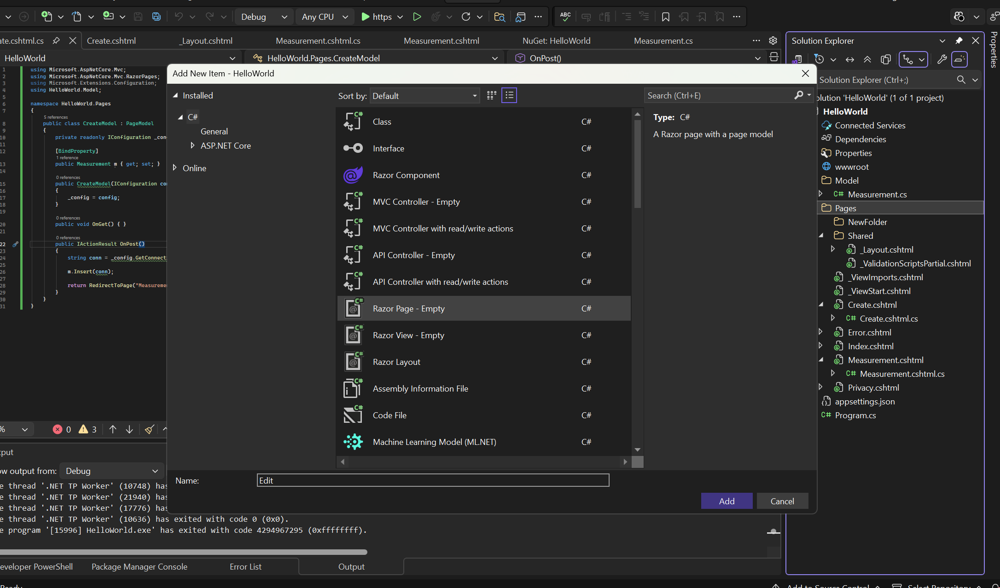 Debug
Any CPU
https
ABC
ate.cshtml.cs
Create.cshtml
_Layout.cshtml
Measurement.cshtml.cs
Measurement.cshtml
NuGet: HelloWorld
Measurement.cs
HelloWorld
HelloWorld.Pages.CreateModel
OnPost()
1 using Microsoft.AspNetCore.Mvc;
2 using Microsoft.AspNetCore.Mvc.RazorPages;
3 using Microsoft.Extensions.Configuration;
4 using HelloWorld.Model;
5
6 namespace HelloWorld.Pages
7 {
5 references
8 public class CreateModel : PageModel
9 {
10 private readonly IConfiguration _con
11
12 [BindProperty]
1 reference
13 public Measurement m { get; set; }
14
0 references
15 public CreateModel(IConfiguration co
16 {
17 _config = config;
18 }
19
0 references
20 public void OnGet() { }
21
0 references
22 public IActionResult OnPost()
23 {
24 string conn = _config.GetConnecti
25
26 m.Insert(conn);
27
28 return RedirectToPage("Measureme
29 }
30 }
31 }
%
0
3
Add New Item - HelloWorld
Installed
C#
General
ASP.NET Core
Online
Sort by: Default
Search (Ctrl+E)
Class C#
Interface C#
Razor Component C#
MVC Controller - Empty C#
MVC Controller with read/write actions C#
API Controller - Empty C#
API Controller with read/write actions C#
Razor Page - Empty C#
Razor View - Empty C#
Razor Layout C#
Assembly Information File C#
Code File C#
Machine Learning Model (ML.NET) C#
Type: C#
A Razor page with a page model
Name: Edit
Add
Cancel
tput
ow output from: Debug
e thread '.NET TP Worker' (10748) has
e thread '.NET TP Worker' (21940) has
e thread '.NET TP Worker' (17776) has
e thread '.NET TP Worker' (10636) has exited with code 0 (0x0).
e program '[15996] HelloWorld.exe' has exited with code 4294967295 (0xffffffff).
eveloper PowerShell
Package Manager Console
Error List
Output
Solution Explorer
Solution Explorer (Ctrl+;)
olution 'HelloWorld' (1 of 1 project)
HelloWorld
Connected Services
Dependencies
Properties
wwwroot
Model
C# Measurement.cs
Pages
NewFolder
Shared
_Layout.cshtml
_ValidationScriptsPartial.cshtml
_ViewImports.cshtml
_ViewStart.cshtml
Create.cshtml
C# Create.cshtml.cs
Error.cshtml
Index.cshtml
Measurement.cshtml
C# Measurement.cshtml.cs
Privacy.cshtml
appsettings.json
C# Program.cs
Properties
Ready
Add to Source Control
Select Repository